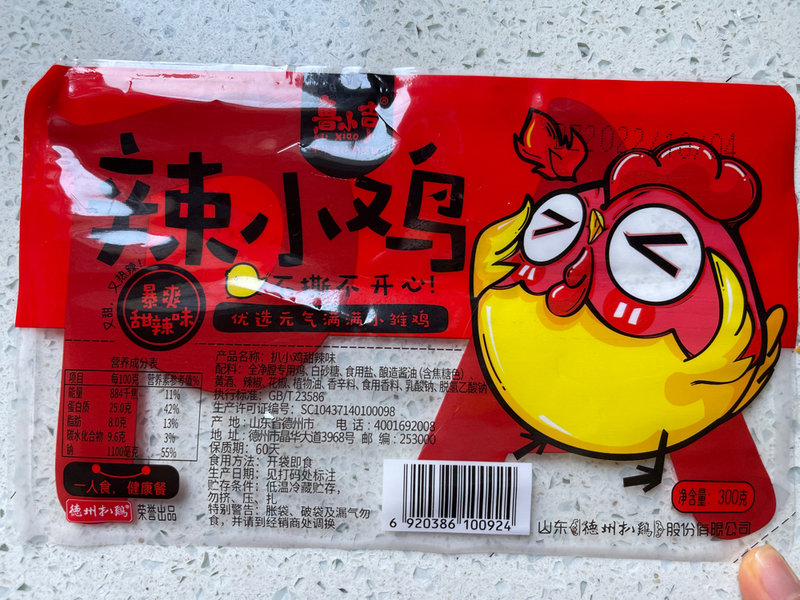 鲁小吉®
XIAO
2022/10/01
辣小鸡
不撕不开心!
优选元气满满小雏鸡
又甜,又热辣!
暴爽
甜辣味
营养成分表
项目 每100克 营养素参考值%
能量 884千焦 11%
蛋白质 25.0克 42%
脂肪 8.0克 13%
碳水化合物 9.6克 3%
钠 1100毫克 55%
一人食,健康餐
德州扒鸡® 荣誉出品
产品名称:扒小鸡甜辣味
配料:全净膛专用鸡、白砂糖、食用盐、酿造酱油(含焦糖色)、
黄酒、辣椒、花椒、植物油、香辛料、食用香料、乳酸钠、脱氢乙酸钠
执行标准:GB/T 23586
生产许可证编号:SC10437140100098
产 地:山东省德州市 电 话:4001692008
地 址:德州市晶华大道3968号 邮 编:253000
保质期:60天
食用方法:开袋即食
生产日期:见打码处标注
贮存条件:低温冷藏贮存,
勿挤、压、扎
特别警告:胀袋、破袋及漏气勿
食,并请到经销商处调换
6 920386 100924
净含量:300克
山东德州扒鸡股份有限公司